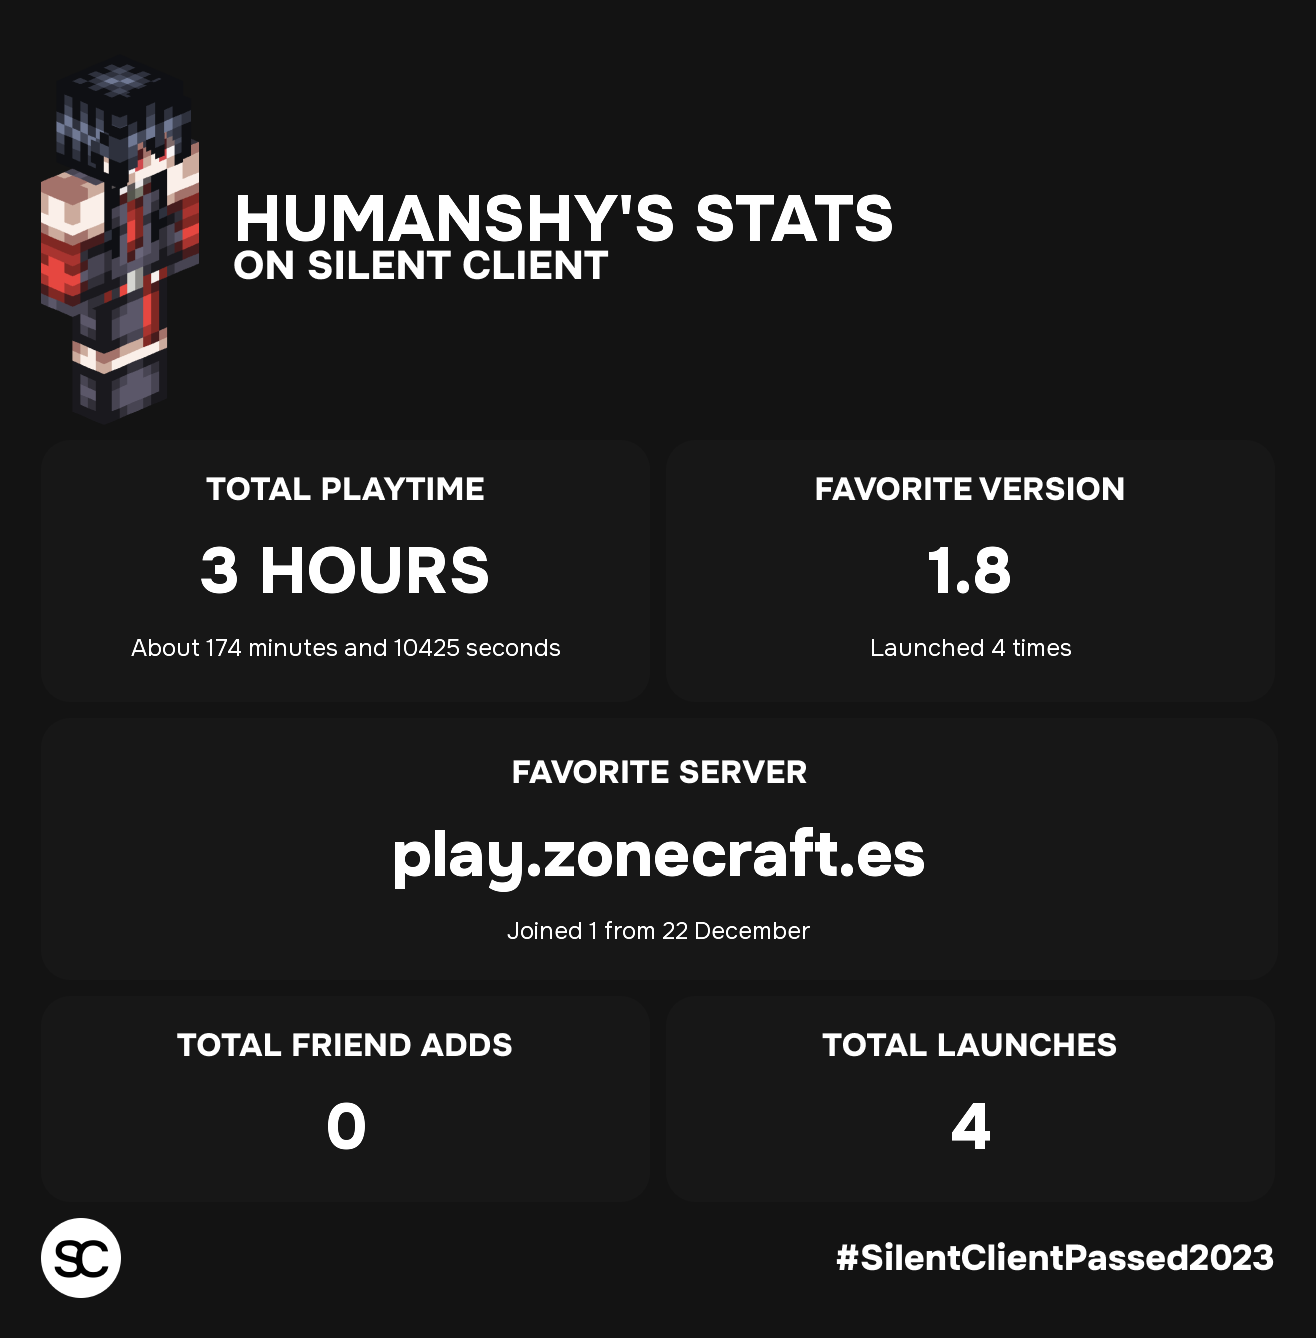 HUMANSHY'S STATS
ON SILENT CLIENT
TOTAL PLAYTIME
3 HOURS
About 174 minutes and 10425 seconds
FAVORITE VERSION
1.8
Launched 4 times
FAVORITE SERVER
play.zonecraft.es
Joined 1 from 22 December
TOTAL FRIEND ADDS
0
TOTAL LAUNCHES
4
SC
#SilentClientPassed2023